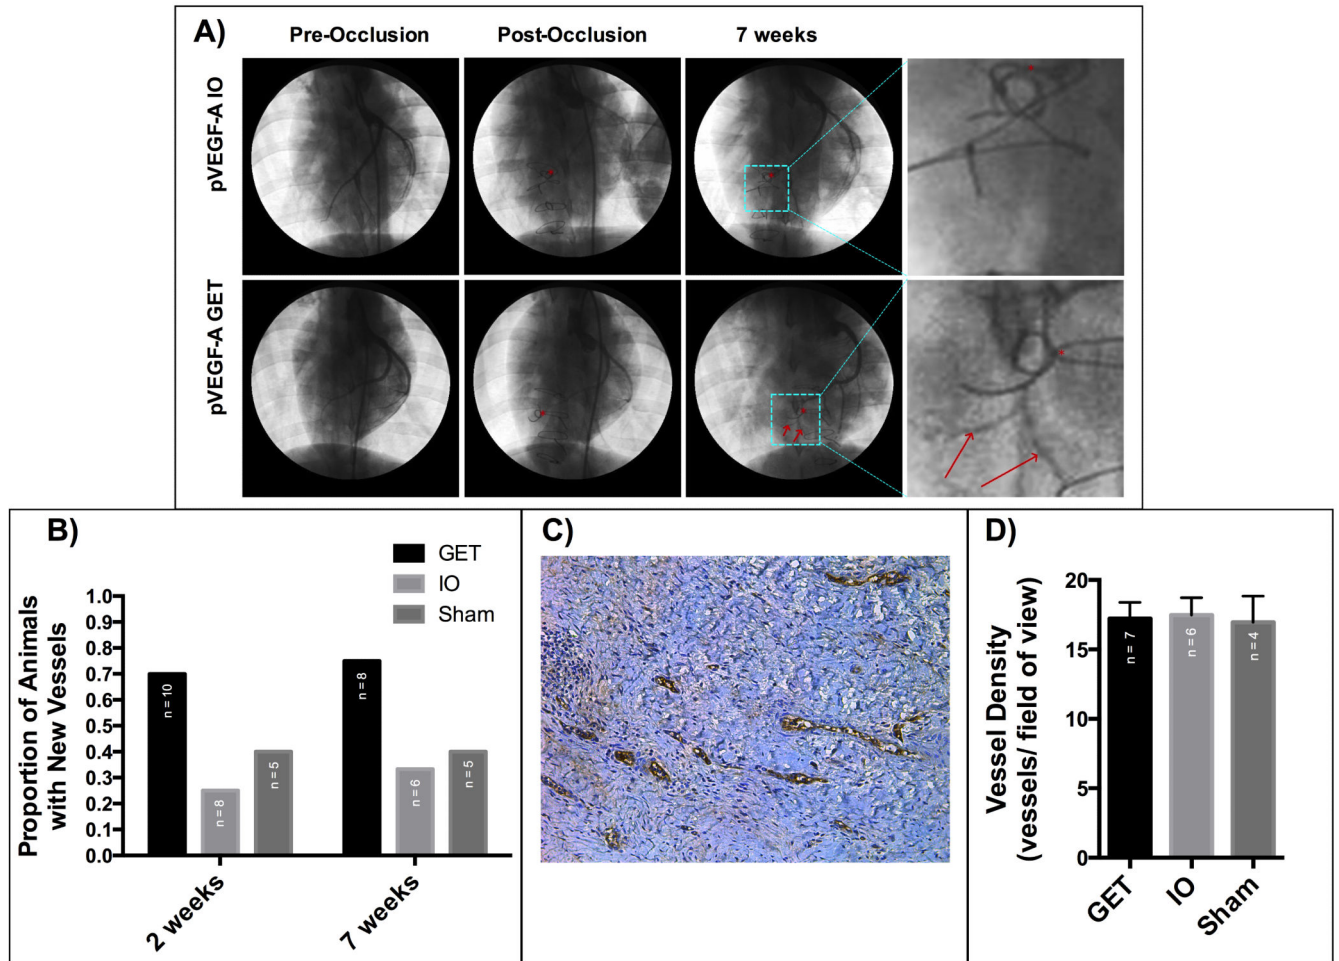 A)
Pre-Occlusion
Post-Occlusion
7 weeks
pVEGF-A IO
pVEGF-A GET
B)
GET
IO
Sham
Proportion of Animals
with New Vessels
1.0
0.9
0.8
0.7
0.6
0.5
0.4
0.3
0.2
0.1
0.0
n = 10
n = 8
n = 5
n = 8
n = 6
n = 5
2 weeks
7 weeks
C)
D)
Vessel Density
(vessels/ field of view)
20
15
10
5
0
n = 7
n = 6
n = 4
GET
IO
Sham